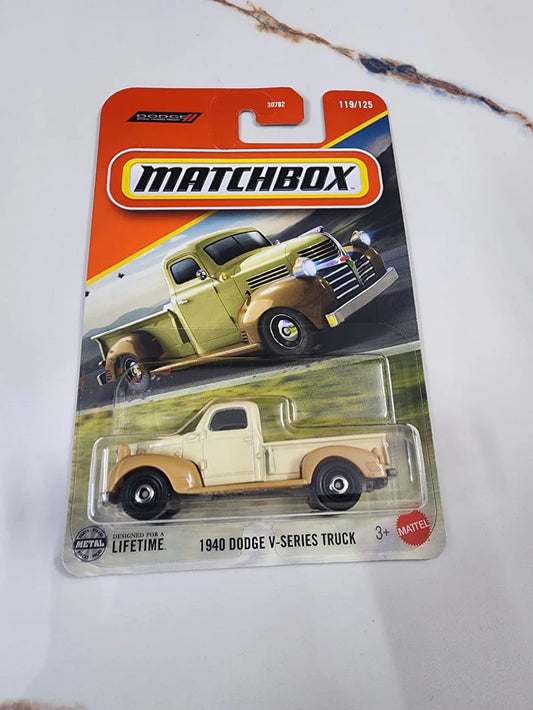 DODGE
30782
119/125
MATCHBOX
METAL
DESIGNED FOR A
LIFETIME
1940 DODGE V-SERIES TRUCK
3+
MATTEL